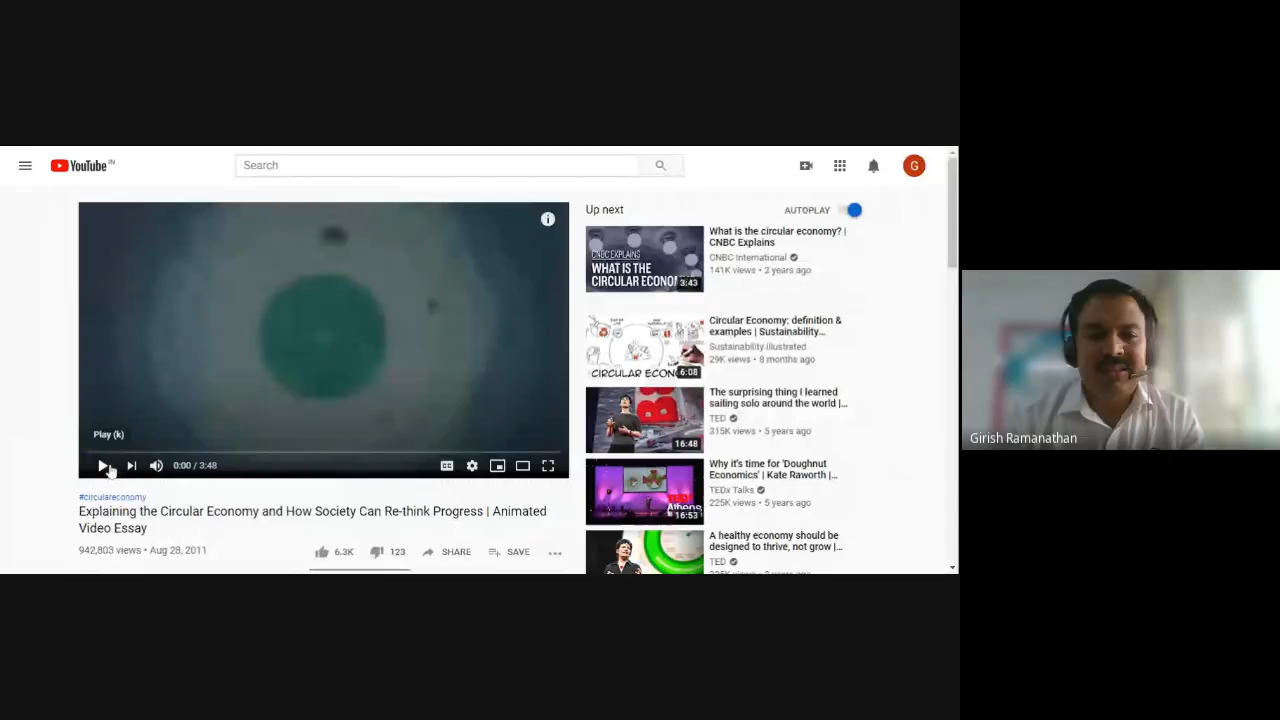 YouTube IN
Search
G
Play (k)
0:00 / 3:48
CC
#circulareconomy
Explaining the Circular Economy and How Society Can Re-think Progress | Animated
Video Essay
942,803 views • Aug 28, 2011
6.3K
123
SHARE
SAVE
Up next
AUTOPLAY
CNBC EXPLAINS
WHAT IS THE
CIRCULAR ECONO
3:43
What is the circular economy? |
CNBC Explains
CNBC International
141K views • 2 years ago
CIRCULAR ECON
6:08
Circular Economy: definition &
examples | Sustainability...
Sustainability Illustrated
29K views • 8 months ago
16:48
The surprising thing I learned
sailing solo around the world |...
TED
315K views • 5 years ago
16:53
Why it's time for 'Doughnut
Economics' | Kate Raworth |...
TEDx Talks
225K views • 5 years ago
A healthy economy should be
designed to thrive, not grow |...
TED
Girish Ramanathan